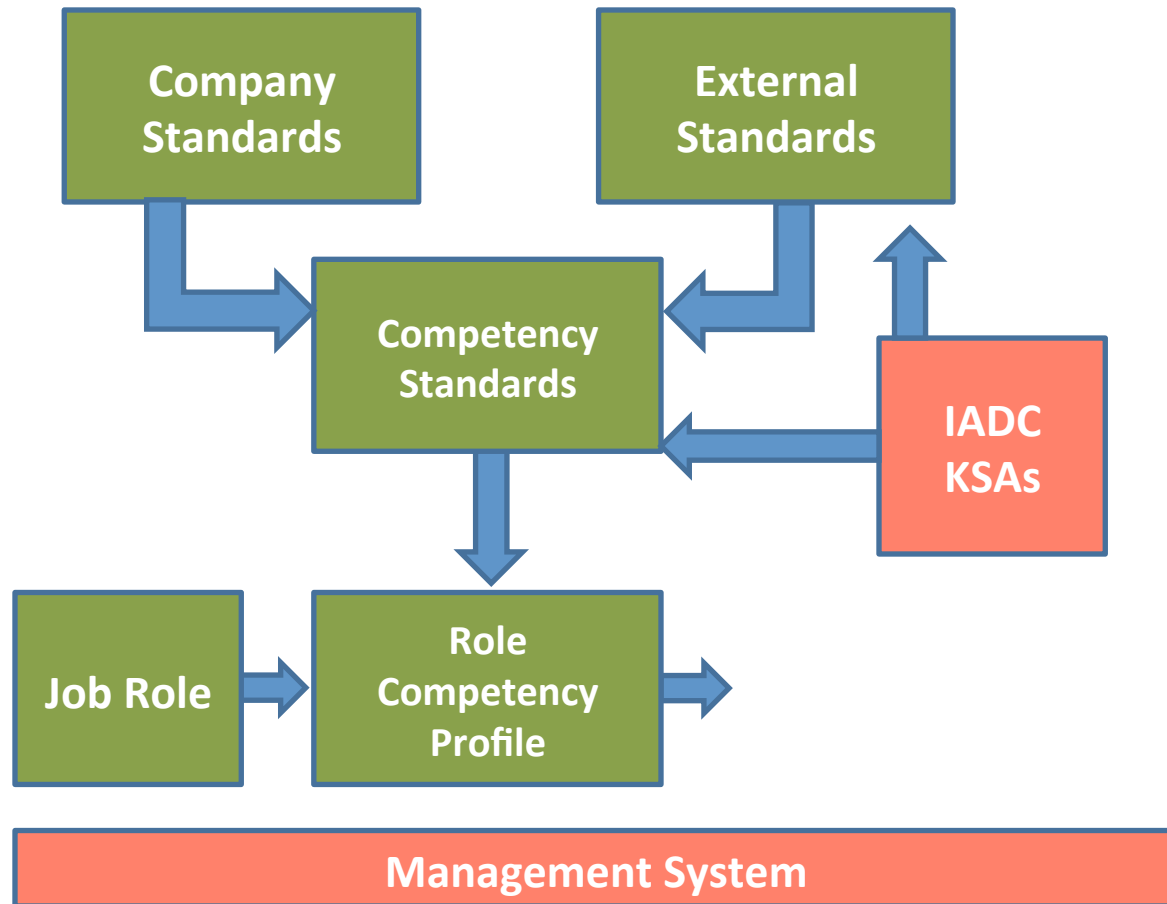 Company
Standards
External
Standards
Competency
Standards
IADC
KSAs
Job Role
Role
Competency
Profile
Management System